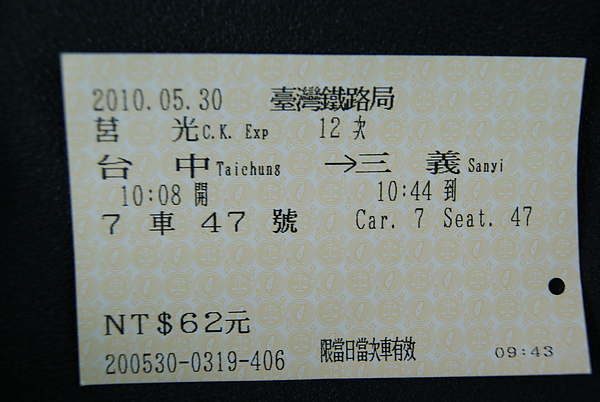 2010.05.30 臺灣鐵路局
莒 光 C.K. Exp 12 次
台 中 Taichung → 三 義 Sanyi
10:08 開 10:44 到
7 車 47 號 Car. 7 Seat. 47
NT$62元
200530-0319-406 限當日當次車有效 09:43